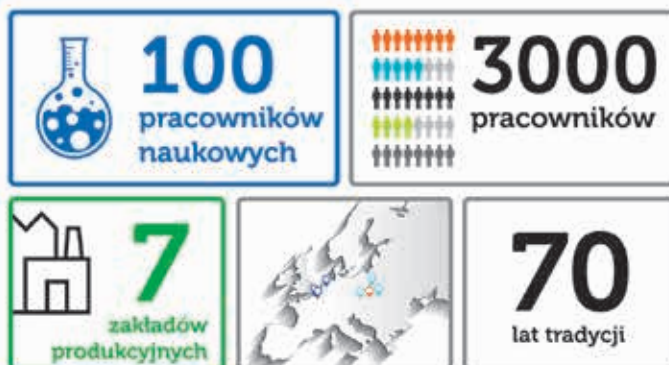 100
pracowników
naukowych
3000
pracowników
7
zakładów
produkcyjnych
70
lat tradycji